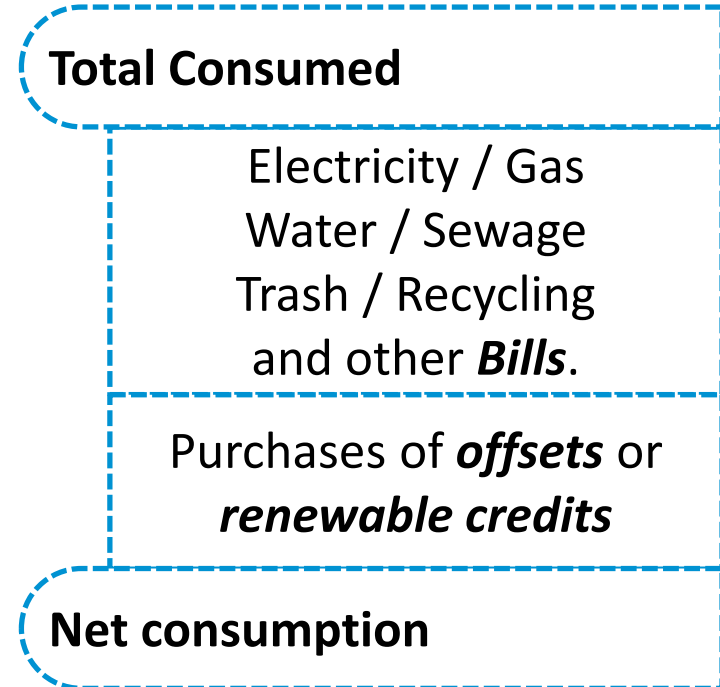 Total Consumed
Electricity / Gas
Water / Sewage
Trash / Recycling
and other Bills.
Purchases of offsets or
renewable credits
Net consumption